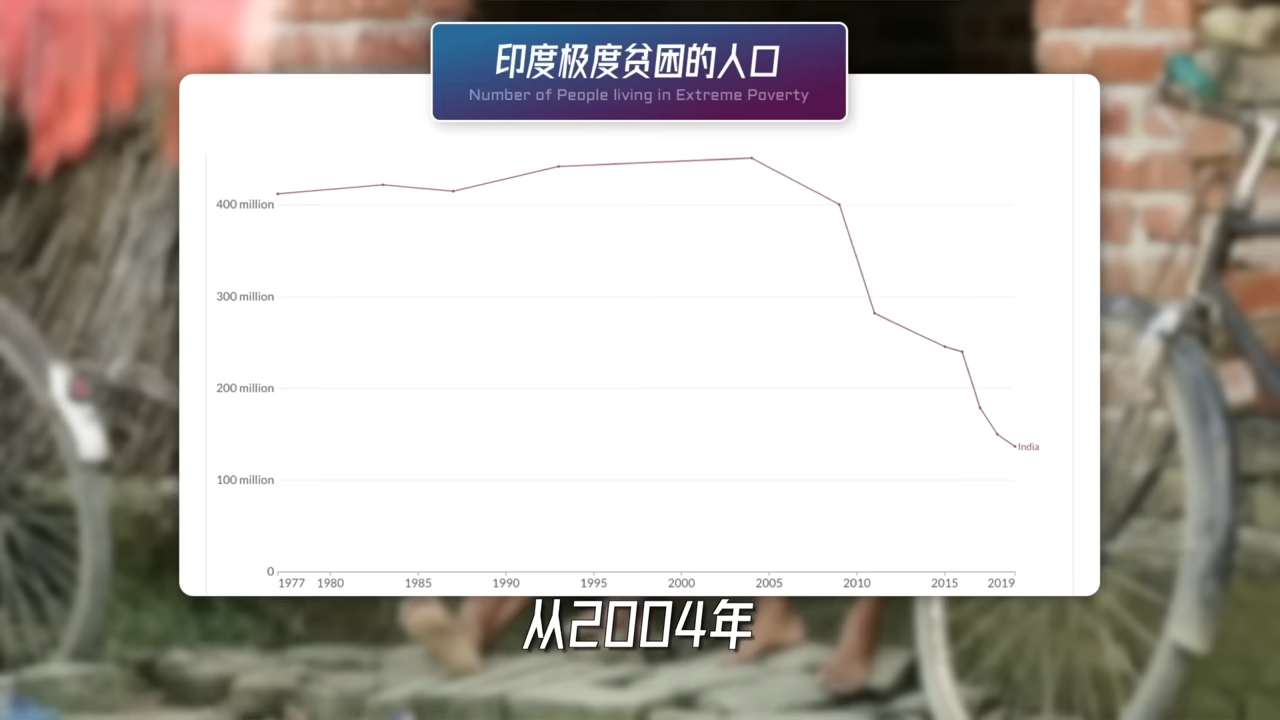 印度极度贫困的人口
Number of People living in Extreme Poverty
400 million
300 million
200 million
100 million
0
India
1977 1980 1985 1990 1995 2000 2005 2010 2015 2019
从2004年